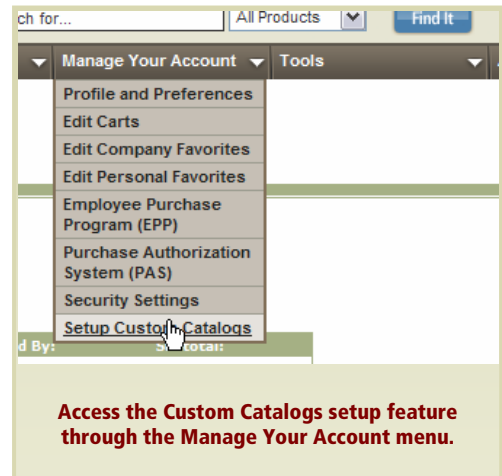 ch for...
All Products
Find It
Manage Your Account
Tools
Profile and Preferences
Edit Carts
Edit Company Favorites
Edit Personal Favorites
Employee Purchase
Program (EPP)
Purchase Authorization
System (PAS)
Security Settings
Setup Custom Catalogs
d By:
Access the Custom Catalogs setup feature
through the Manage Your Account menu.